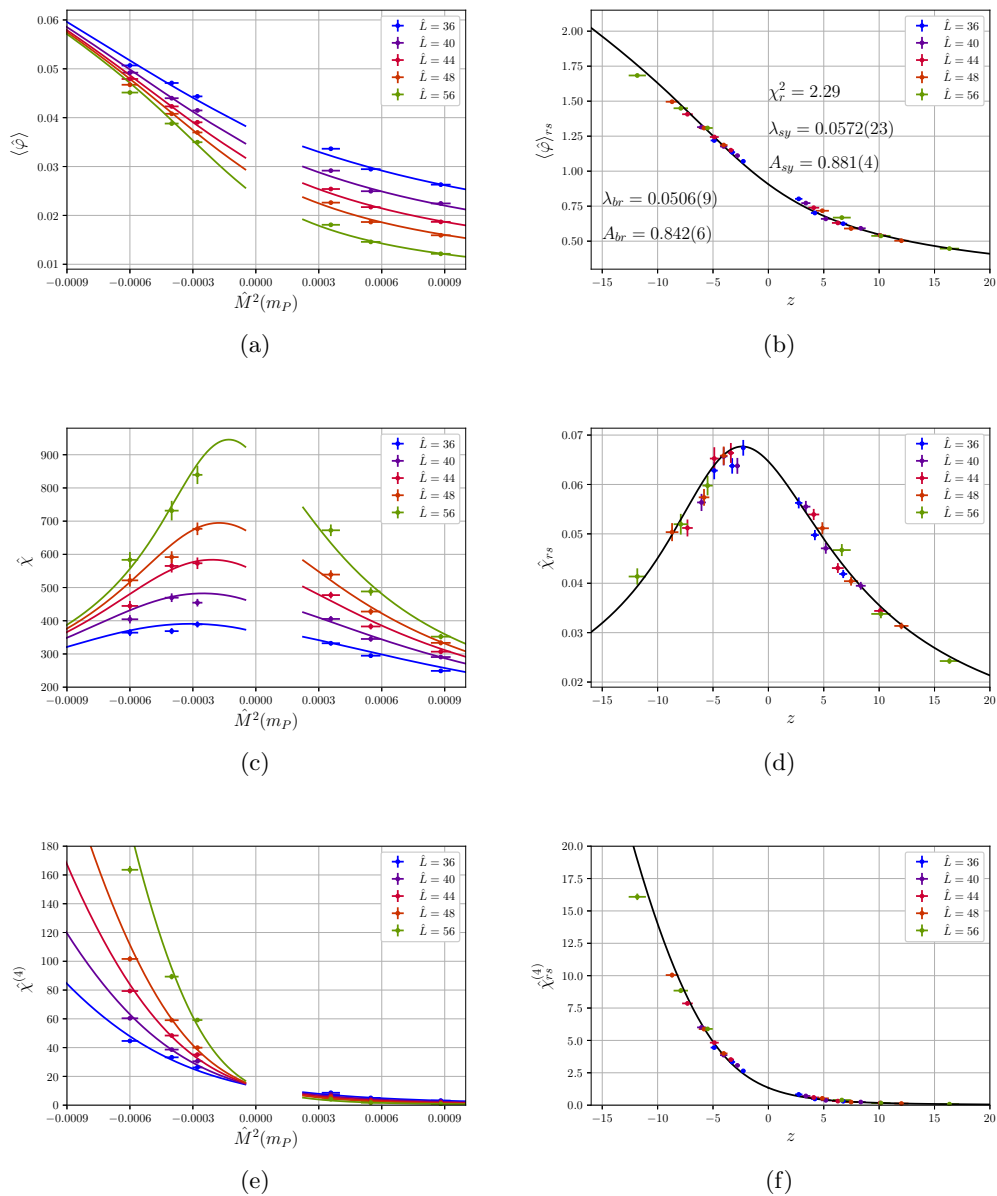 0.06
0.05
0.04
0.03
0.02
0.01
⟨φ̂⟩
L̂ = 36
L̂ = 40
L̂ = 44
L̂ = 48
L̂ = 56
−0.0009 −0.0006 −0.0003 0.0000 0.0003 0.0006 0.0009
M̂²(m_P)
(a)
2.00
1.75
1.50
1.25
1.00
0.75
0.50
⟨φ̂⟩_rs
L̂ = 36
L̂ = 40
L̂ = 44
L̂ = 48
L̂ = 56
χ²_r = 2.29
λ_sy = 0.0572(23)
A_sy = 0.881(4)
λ_br = 0.0506(9)
A_br = 0.842(6)
−15 −10 −5 0 5 10 15 20
z
(b)
900
800
700
600
500
400
300
200
χ̂
L̂ = 36
L̂ = 40
L̂ = 44
L̂ = 48
L̂ = 56
−0.0009 −0.0006 −0.0003 0.0000 0.0003 0.0006 0.0009
M̂²(m_P)
(c)
0.07
0.06
0.05
0.04
0.03
0.02
χ̂_rs
L̂ = 36
L̂ = 40
L̂ = 44
L̂ = 48
L̂ = 56
−15 −10 −5 0 5 10 15 20
z
(d)
180
160
140
120
100
80
60
40
20
0
χ̂^(4)
L̂ = 36
L̂ = 40
L̂ = 44
L̂ = 48
L̂ = 56
−0.0009 −0.0006 −0.0003 0.0000 0.0003 0.0006 0.0009
M̂²(m_P)
(e)
20.0
17.5
15.0
12.5
10.0
7.5
5.0
2.5
0.0
χ̂^(4)_rs
L̂ = 36
L̂ = 40
L̂ = 44
L̂ = 48
L̂ = 56
−15 −10 −5 0 5 10 15 20
z
(f)